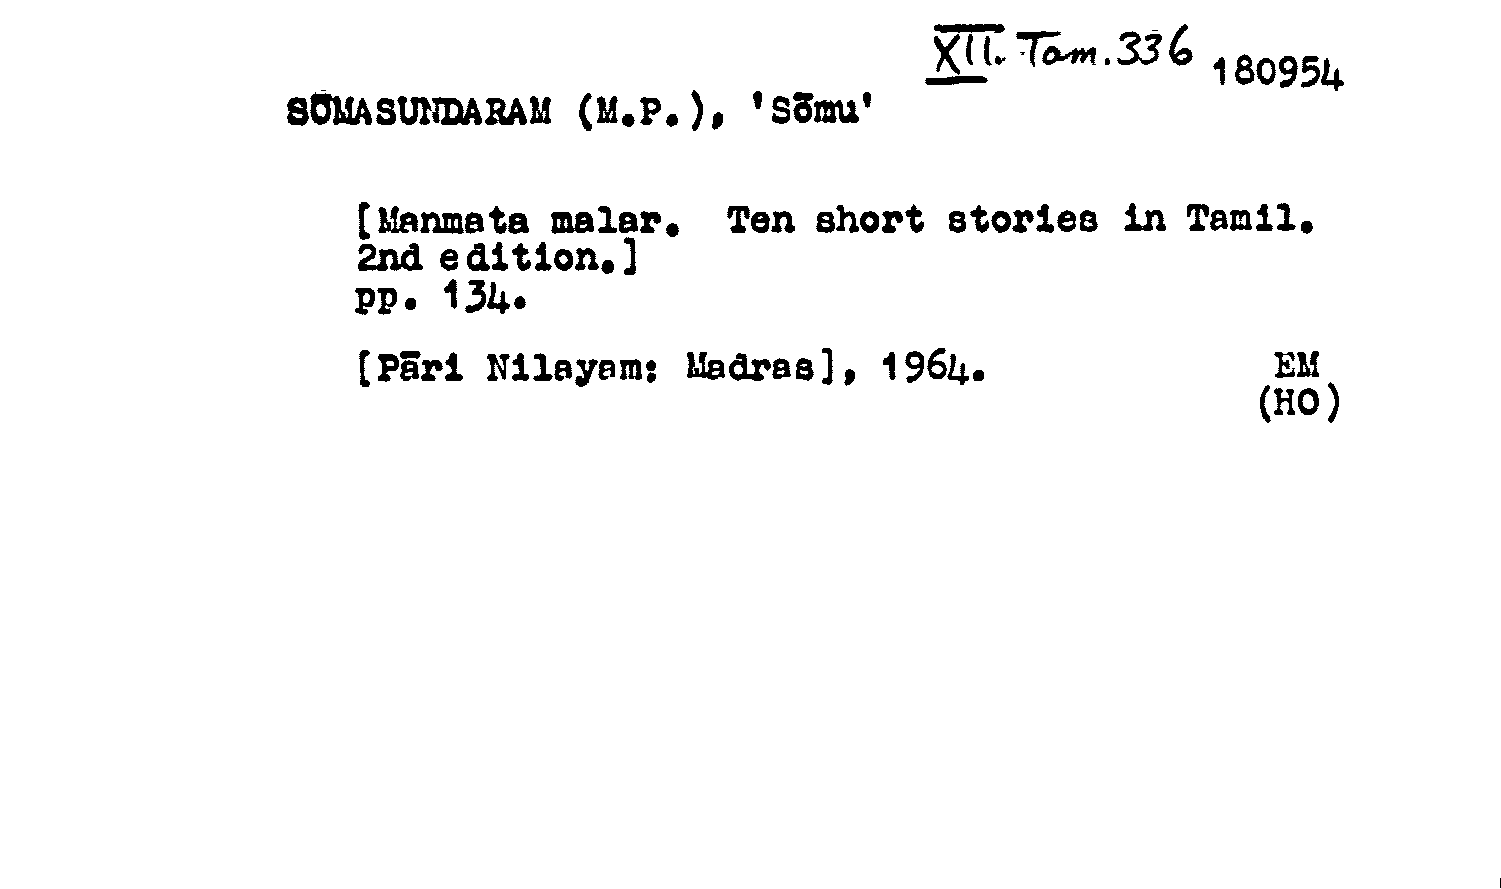 XII. Tam.336 180954
SŌMASUNDARAM (M.P.), 'Sōmu'
[Manmata malar. Ten short stories in Tamil.
2nd edition.]
pp. 134.
[Pāri Nilayam: Madras], 1964. EM
(HO)